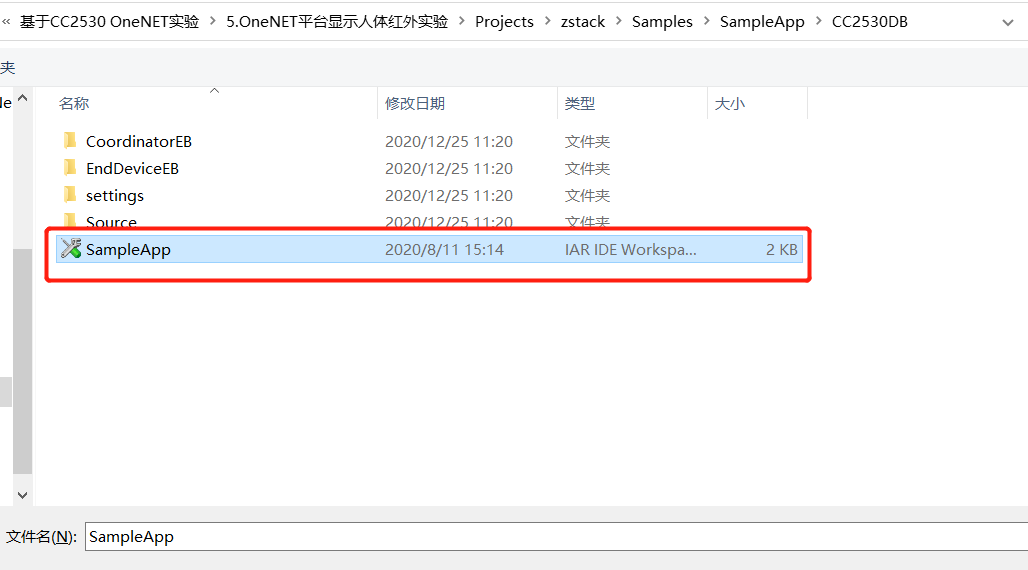 « 基于CC2530 OneNET实验 > 5.OneNET平台显示人体红外实验 > Projects > zstack > Samples > SampleApp > CC2530DB
夹
le
名称 修改日期 类型 大小
CoordinatorEB 2020/12/25 11:20 文件夹
EndDeviceEB 2020/12/25 11:20 文件夹
settings 2020/12/25 11:20 文件夹
Source 2020/12/25 11:20 文件夹
SampleApp 2020/8/11 15:14 IAR IDE Workspa... 2 KB
文件名(N): SampleApp